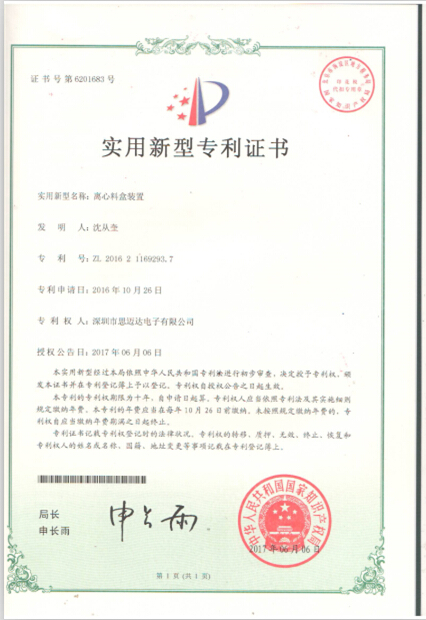 证书号第6201683号
实用新型专利证书
实用新型名称：离心料盒装置
发 明 人：沈从奎
专 利 号：ZL 2016 2 1169293.7
专利申请日：2016年10月26日
专 利 权 人：深圳市思迈达电子有限公司
授权公告日：2017年06月06日
本实用新型经过本局依照中华人民共和国专利法进行初步审查，决定授予专利权，颁
发本证书并在专利登记簿上予以登记。专利权自授权公告之日起生效。
本专利的专利权期限为十年，自申请日起算。专利权人应当依照专利法及其实施细则
规定缴纳年费。本专利的年费应当在每年10月26日前缴纳。未按照规定缴纳年费的，专
利权自应当缴纳年费期满之日起终止。
专利证书记载专利权登记时的法律状况。专利权的转移、质押、无效、终止、恢复和
专利权人的姓名或名称、国籍、地址变更等事项记载在专利登记簿上。
局长
申长雨
申长雨
中华人民共和国国家知识产权局
2017年06月06日
第1页（共1页）